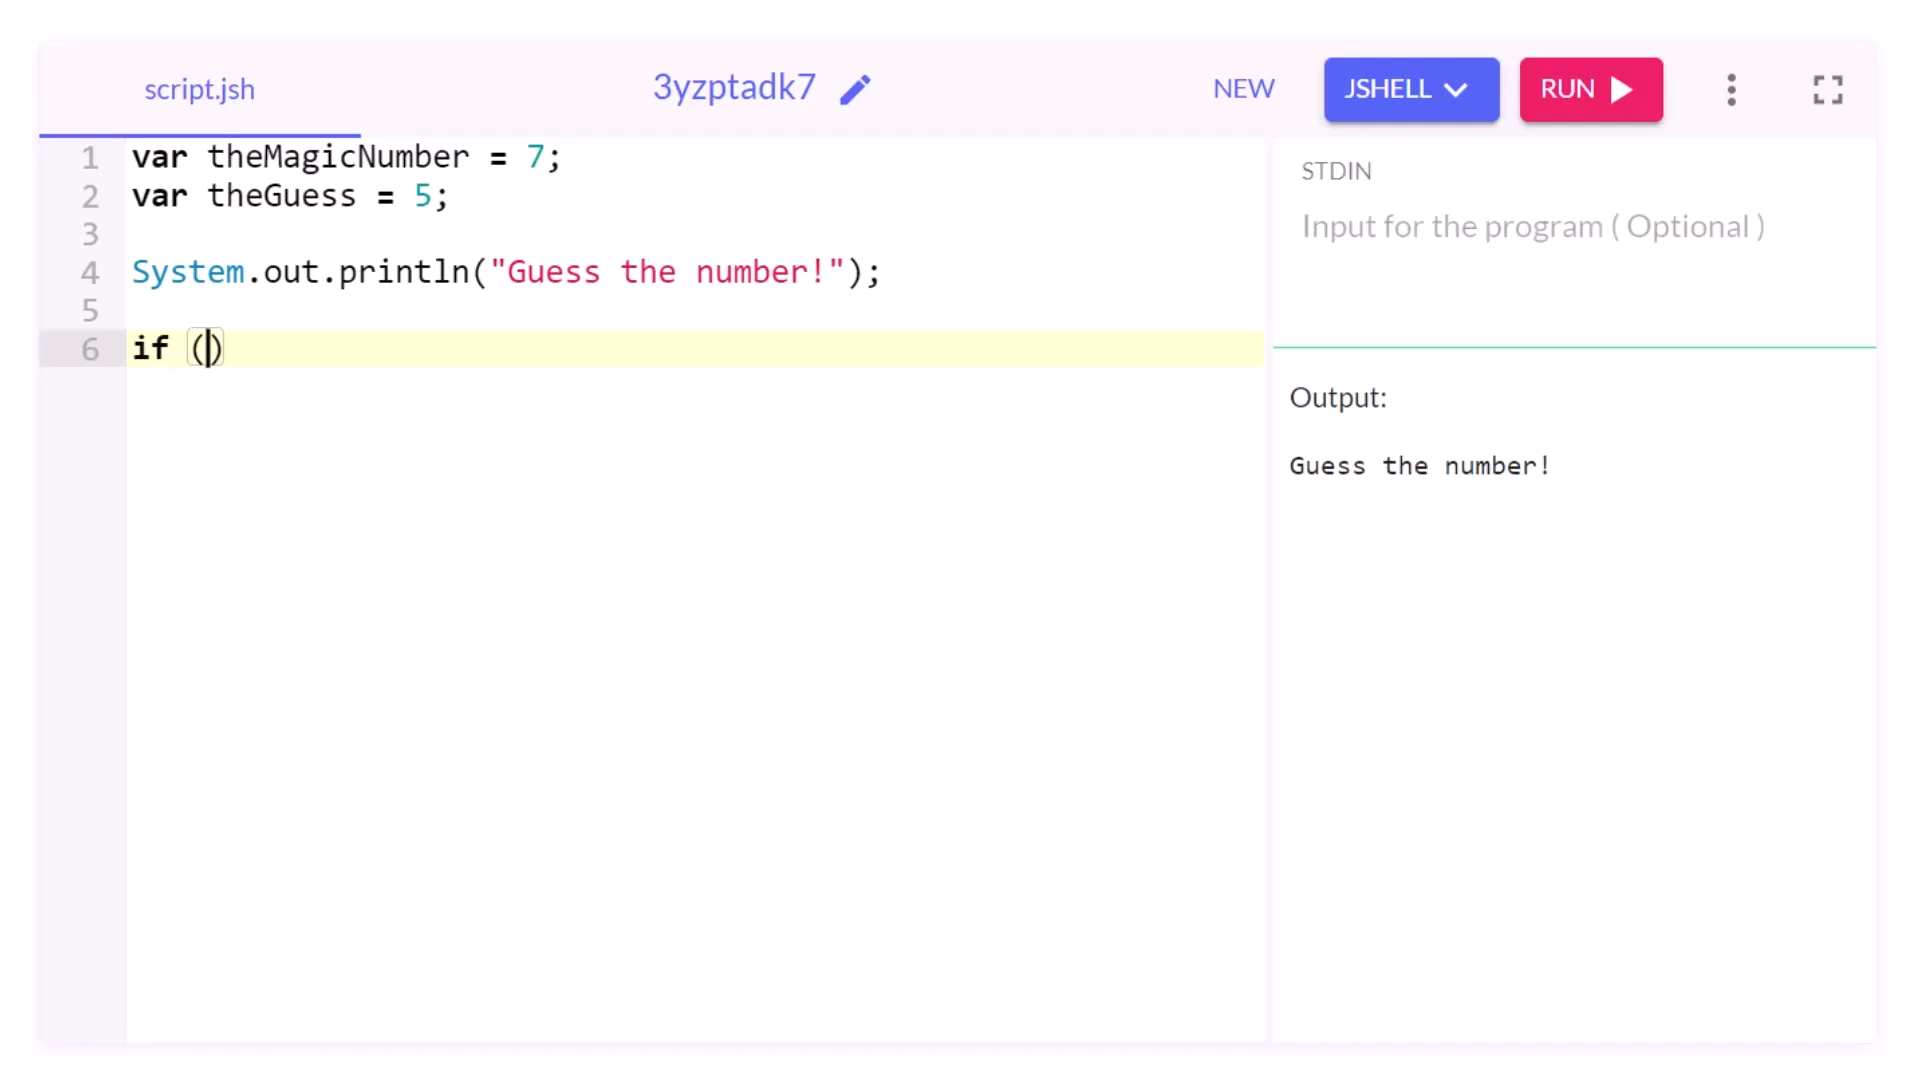 script.jsh
3yzptadk7
NEW
JSHELL
RUN
1 var theMagicNumber = 7;
2 var theGuess = 5;
3
4 System.out.println("Guess the number!");
5
6 if ()
STDIN
Input for the program ( Optional )
Output:
Guess the number!